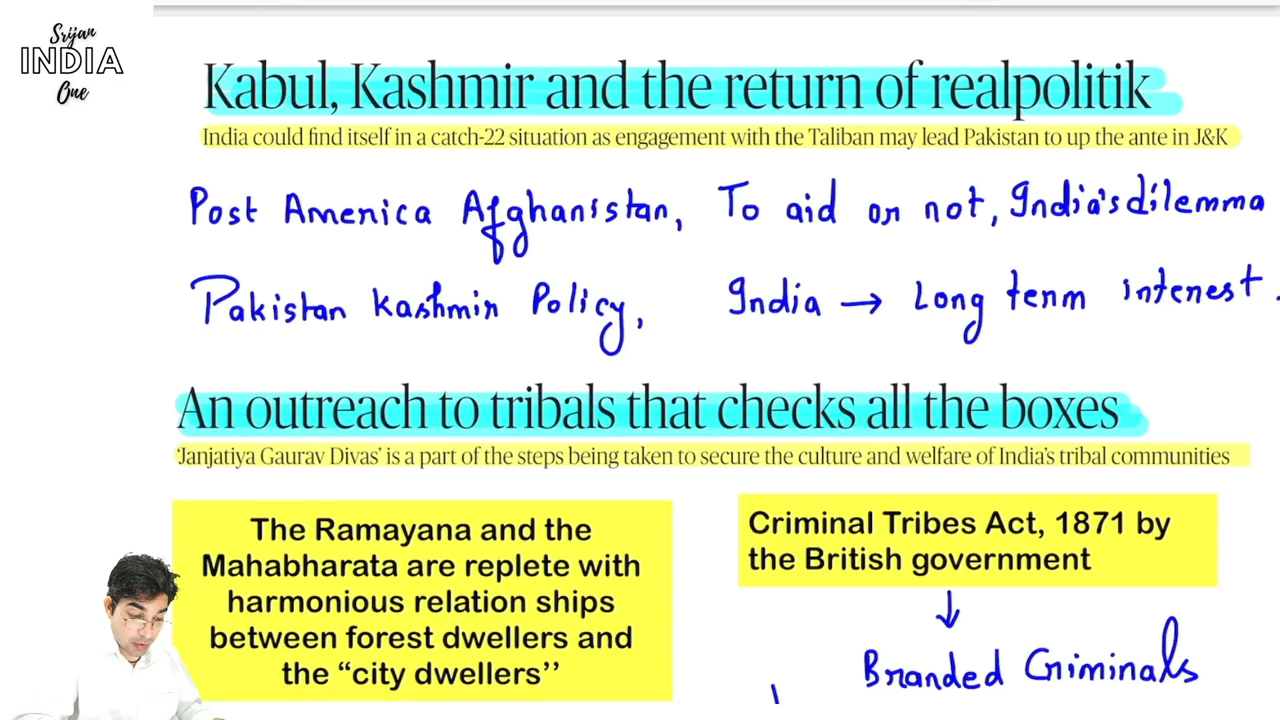 Srijan
INDIA
One
Kabul, Kashmir and the return of realpolitik
India could find itself in a catch-22 situation as engagement with the Taliban may lead Pakistan to up the ante in J&K
Post America Afghanistan, To aid or not, India's dilemma
Pakistan Kashmir Policy, India → Long term interest.
An outreach to tribals that checks all the boxes
'Janjatiya Gaurav Divas' is a part of the steps being taken to secure the culture and welfare of India's tribal communities
The Ramayana and the
Mahabharata are replete with
harmonious relation ships
between forest dwellers and
the "city dwellers''
Criminal Tribes Act, 1871 by
the British government
Branded Criminals